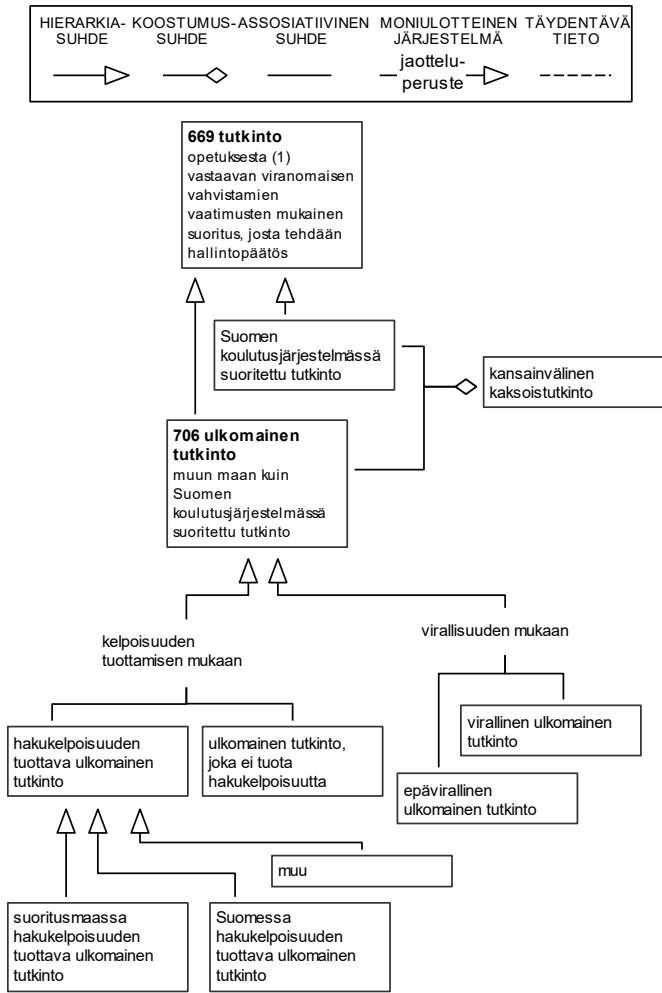 HIERARKIA- KOOSTUMUS- ASSOSIATIIVINEN MONIULOTTEINEN TÄYDENTÄVÄ
SUHDE SUHDE SUHDE JÄRJESTELMÄ TIETO
jaottelu-
peruste
669 tutkinto
opetuksesta (1)
vastaavan viranomaisen
vahvistamien
vaatimusten mukainen
suoritus, josta tehdään
hallintopäätös
Suomen
koulutusjärjestelmässä
suoritettu tutkinto
kansainvälinen
kaksoistutkinto
706 ulkomainen
tutkinto
muun maan kuin
Suomen
koulutusjärjestelmässä
suoritettu tutkinto
kelpoisuuden
tuottamisen mukaan
virallisuuden mukaan
hakukelpoisuuden
tuottava ulkomainen
tutkinto
ulkomainen tutkinto,
joka ei tuota
hakukelpoisuutta
virallinen ulkomainen
tutkinto
epävirallinen
ulkomainen tutkinto
muu
suoritusmaassa
hakukelpoisuuden
tuottava ulkomainen
tutkinto
Suomessa
hakukelpoisuuden
tuottava ulkomainen
tutkinto